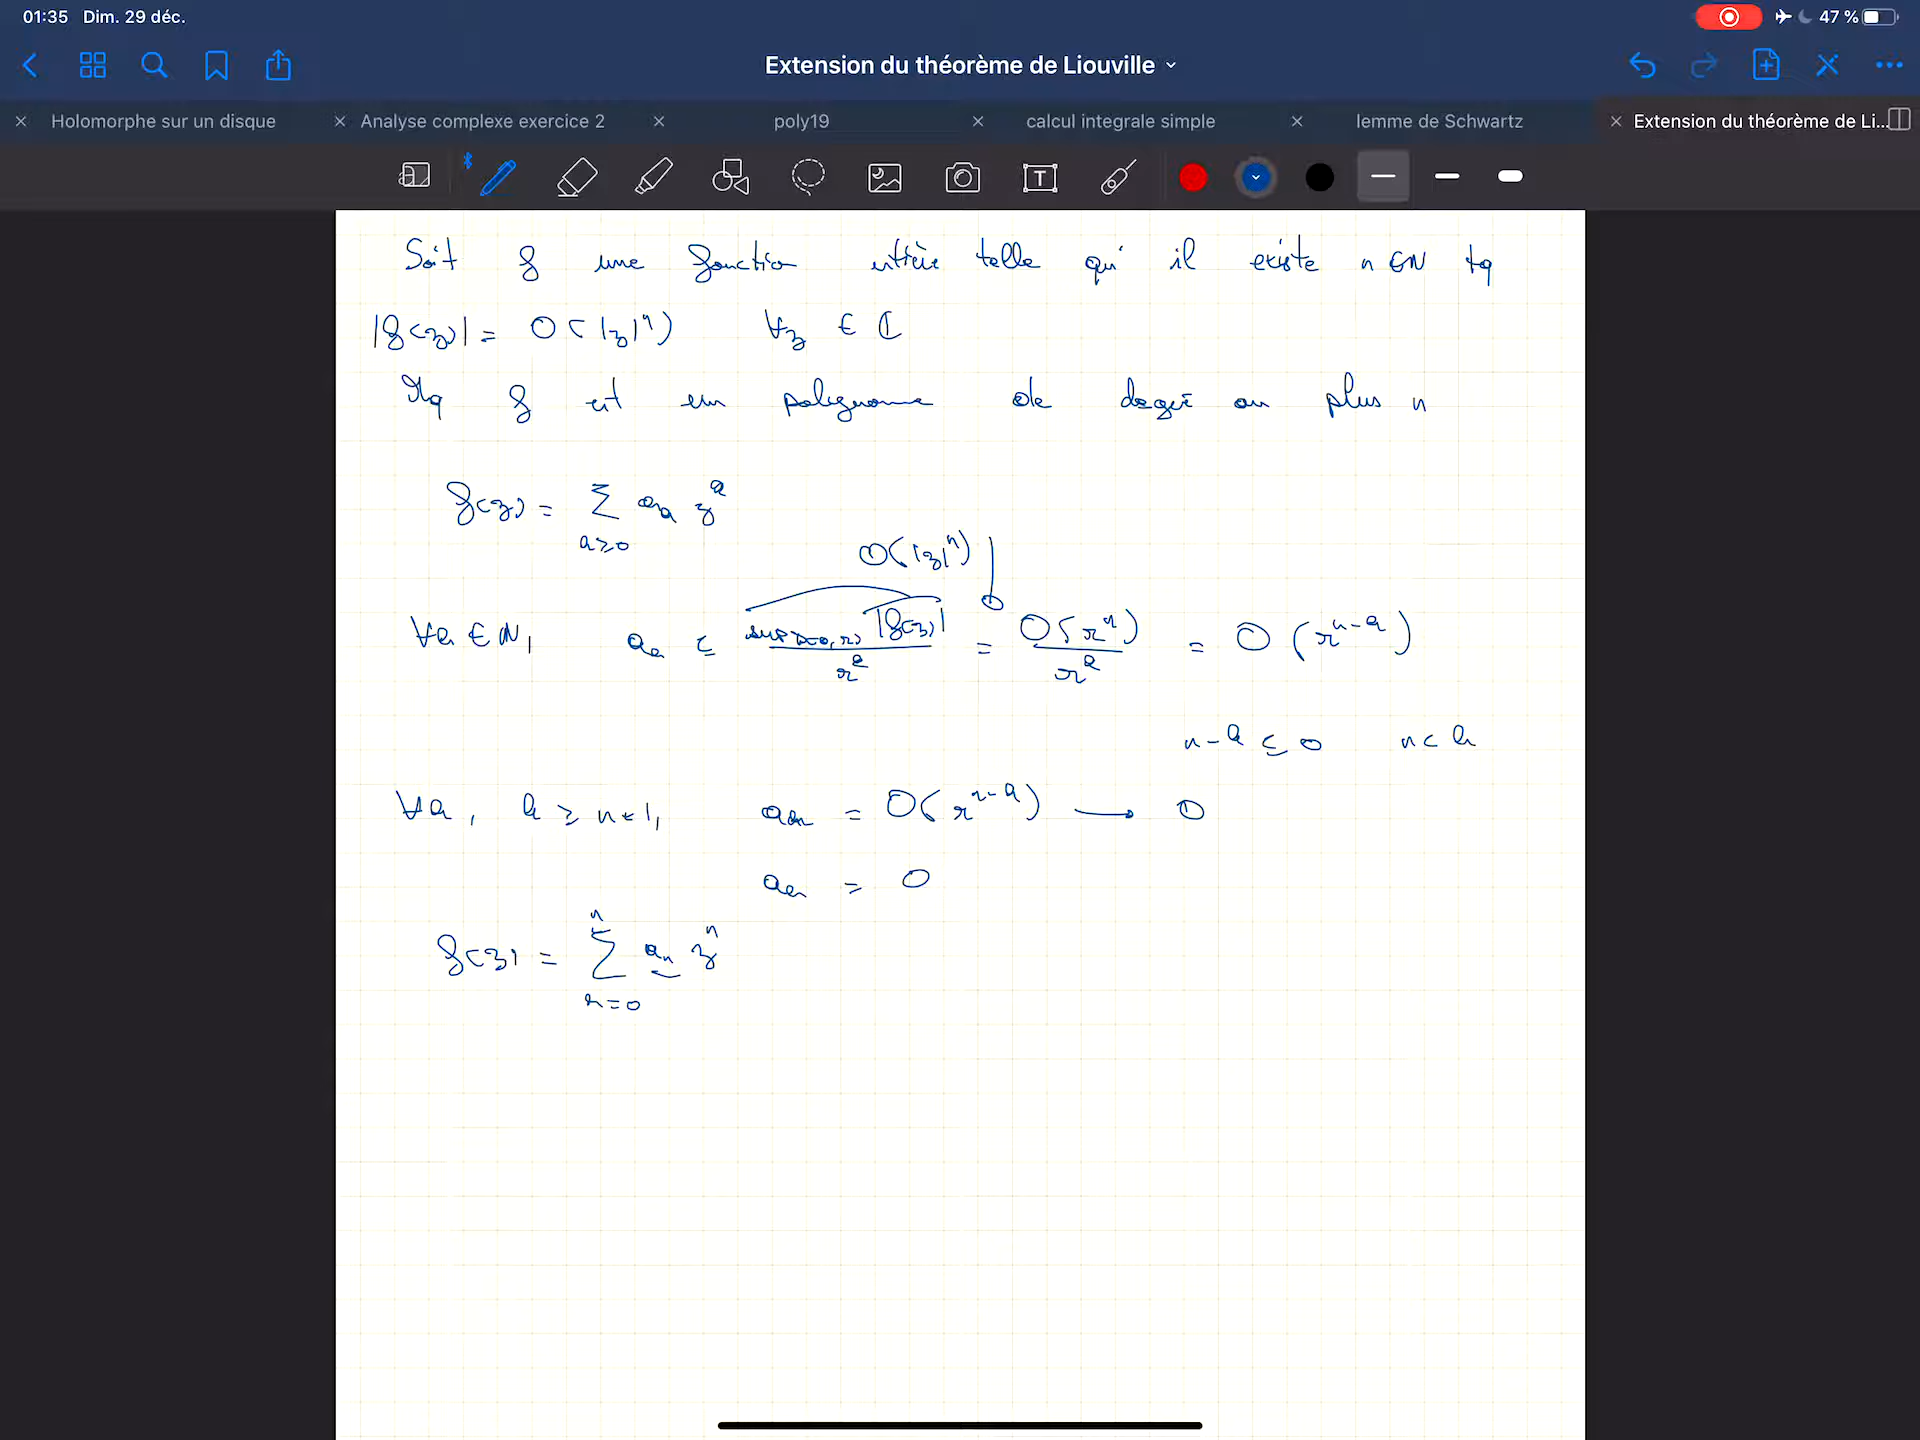 01:35 Dim. 29 déc. 47 %
Extension du théorème de Liouville
Holomorphe sur un disque Analyse complexe exercice 2 poly19 calcul integrale simple lemme de Schwartz Extension du théorème de Li...
T
Soit f une fonction entière telle qu'il existe n ∈ ℕ tq
|f(z)| = O(|z|^n) ∀z ∈ ℂ
Mq f est un polynome de degré au plus n
f(z) = Σ_{k≥0} a_k z^k
O(|z|^n)
∀k ∈ ℕ, a_k ≤ sup_{D(0,r)} |f(z)| / r^k = O(r^n) / r^k = O(r^{n-k})
n-k ≤ 0 n < k
∀k, k ≥ n+1, a_k = O(r^{n-k}) → 0
a_k = 0
f(z) = Σ_{n=0}^{n} a_n z^n